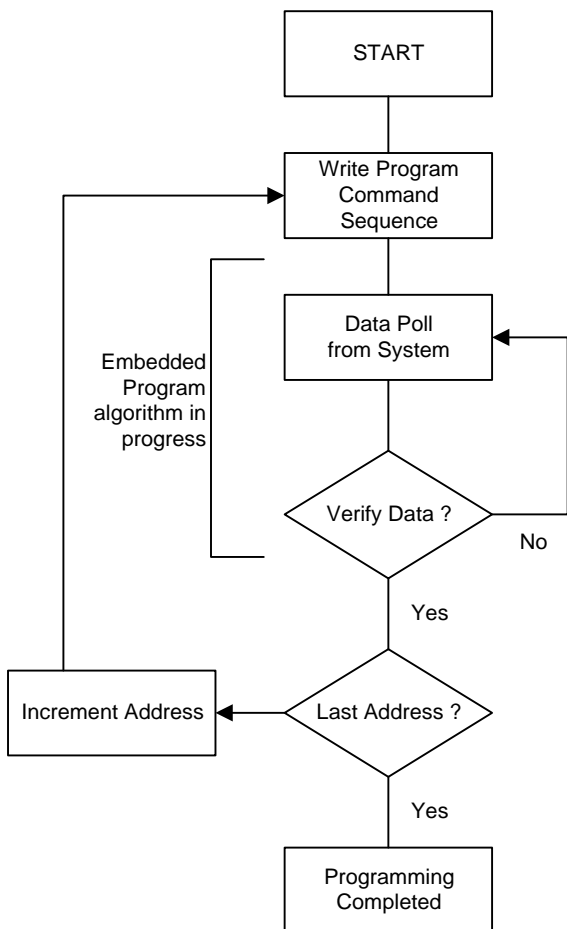 START
Write Program
Command
Sequence
Data Poll
from System
Embedded
Program
algorithm in
progress
Verify Data ?
No
Yes
Increment Address
Last Address ?
Yes
Programming
Completed